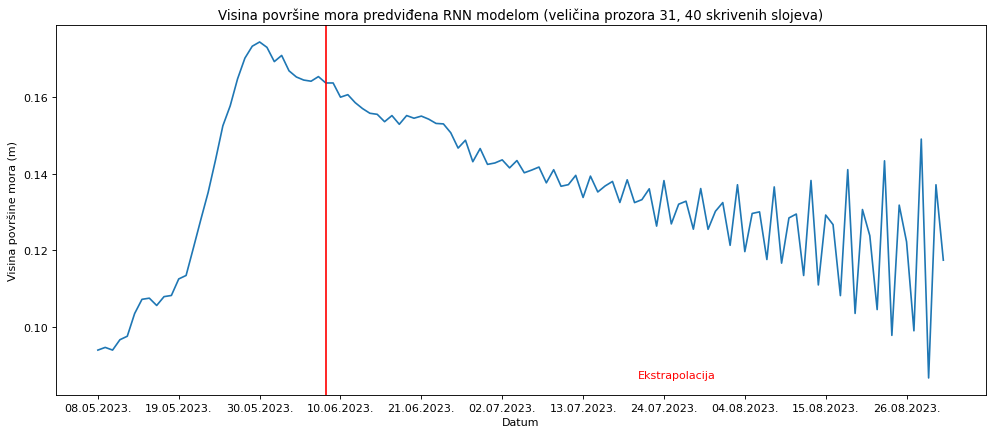 Visina površine mora predviđena RNN modelom (veličina prozora 31, 40 skrivenih slojeva)
Visina površine mora (m)
0.16
0.14
0.12
0.10
Ekstrapolacija
08.05.2023. 19.05.2023. 30.05.2023. 10.06.2023. 21.06.2023. 02.07.2023. 13.07.2023. 24.07.2023. 04.08.2023. 15.08.2023. 26.08.2023.
Datum